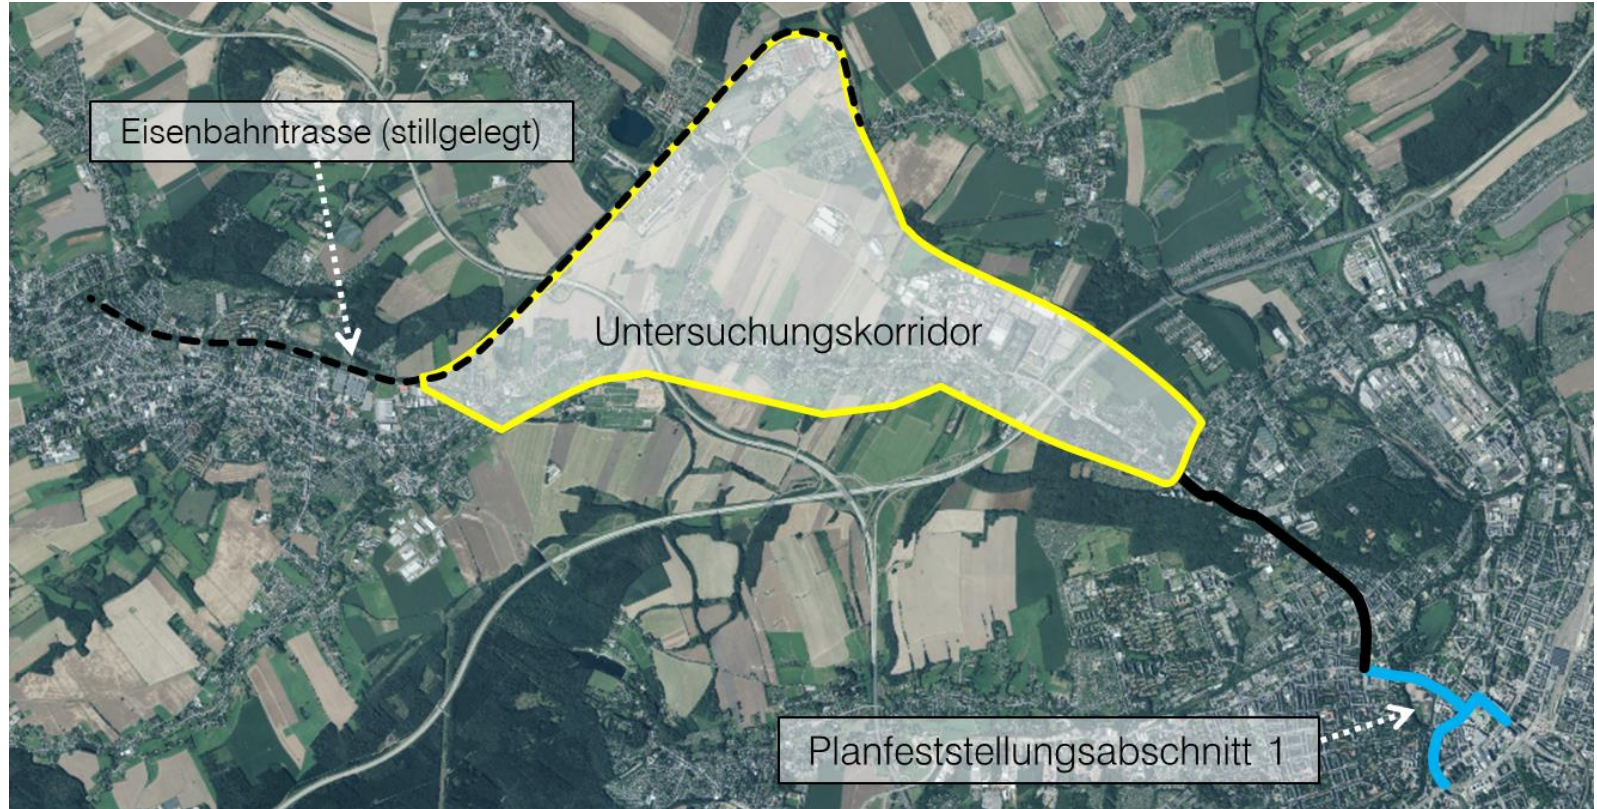 Eisenbahntrasse (stillgelegt)
Untersuchungskorridor
Planfeststellungsabschnitt 1